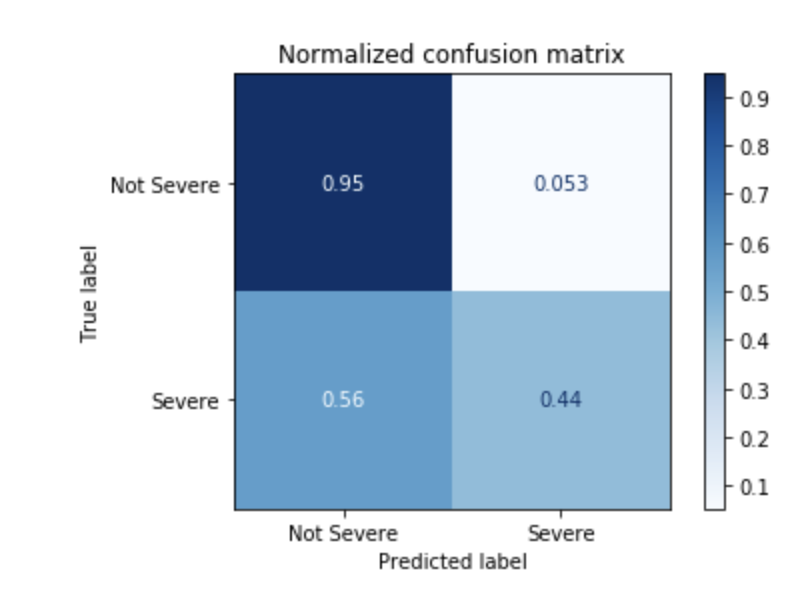 Normalized confusion matrix
True label
Not Severe
0.95
0.053
Severe
0.56
0.44
Not Severe
Severe
Predicted label
0.9
0.8
0.7
0.6
0.5
0.4
0.3
0.2
0.1